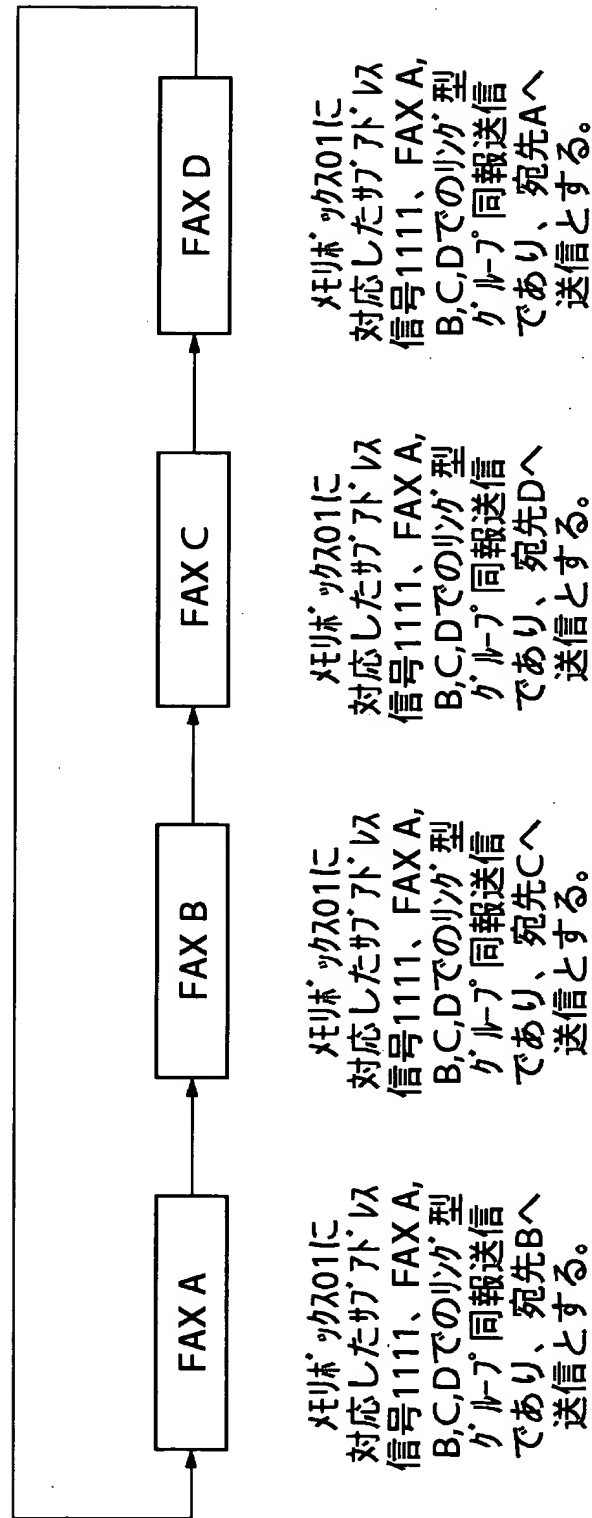 FAX A
FAX B
FAX C
FAX D
ﾒﾓﾘﾎﾞｯｸｽ01に
対応したｻﾌﾞｱﾄﾞﾚｽ
信号1111、FAX A,
B,C,Dでのﾘﾝｸﾞ型
ｸﾞﾙｰﾌﾟ同報送信
であり、宛先Bへ
送信とする。
ﾒﾓﾘﾎﾞｯｸｽ01に
対応したｻﾌﾞｱﾄﾞﾚｽ
信号1111、FAX A,
B,C,Dでのﾘﾝｸﾞ型
ｸﾞﾙｰﾌﾟ同報送信
であり、宛先Cへ
送信とする。
ﾒﾓﾘﾎﾞｯｸｽ01に
対応したｻﾌﾞｱﾄﾞﾚｽ
信号1111、FAX A,
B,C,Dでのﾘﾝｸﾞ型
ｸﾞﾙｰﾌﾟ同報送信
であり、宛先Dへ
送信とする。
ﾒﾓﾘﾎﾞｯｸｽ01に
対応したｻﾌﾞｱﾄﾞﾚｽ
信号1111、FAX A,
B,C,Dでのﾘﾝｸﾞ型
ｸﾞﾙｰﾌﾟ同報送信
であり、宛先Aへ
送信とする。